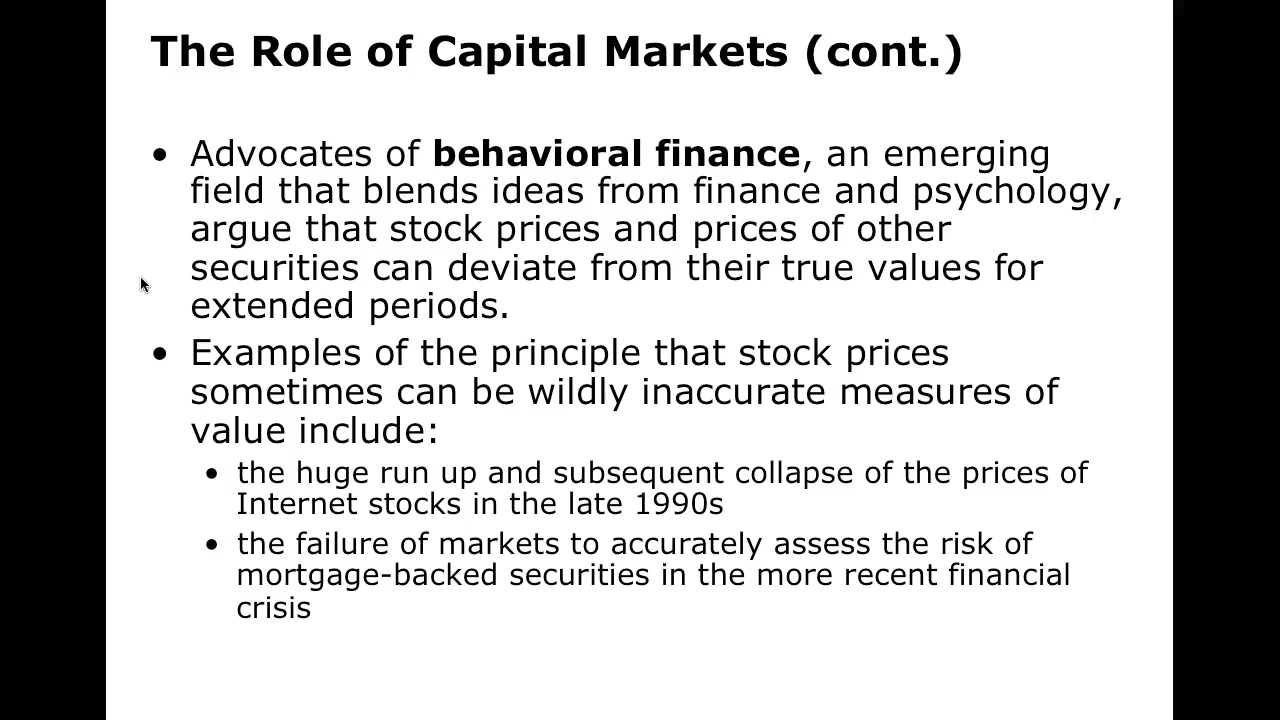 The Role of Capital Markets (cont.)
• Advocates of behavioral finance, an emerging
field that blends ideas from finance and psychology,
argue that stock prices and prices of other
securities can deviate from their true values for
extended periods.
• Examples of the principle that stock prices
sometimes can be wildly inaccurate measures of
value include:
• the huge run up and subsequent collapse of the prices of
Internet stocks in the late 1990s
• the failure of markets to accurately assess the risk of
mortgage-backed securities in the more recent financial
crisis